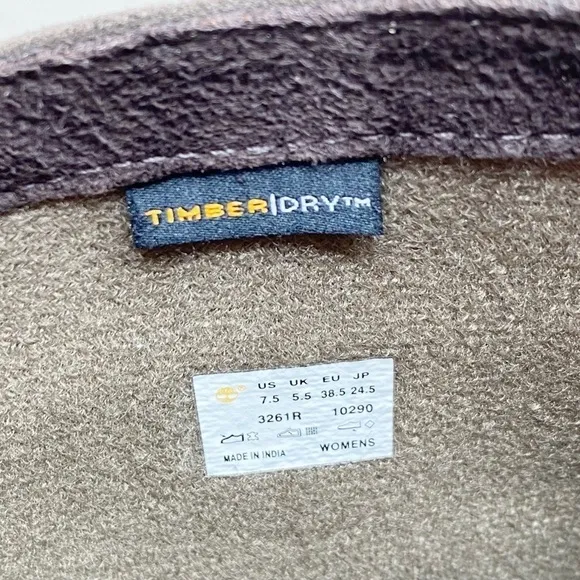 TIMBER|DRY™
US UK EU JP
7.5 5.5 38.5 24.5
3261R 10290
MADE IN INDIA WOMENS